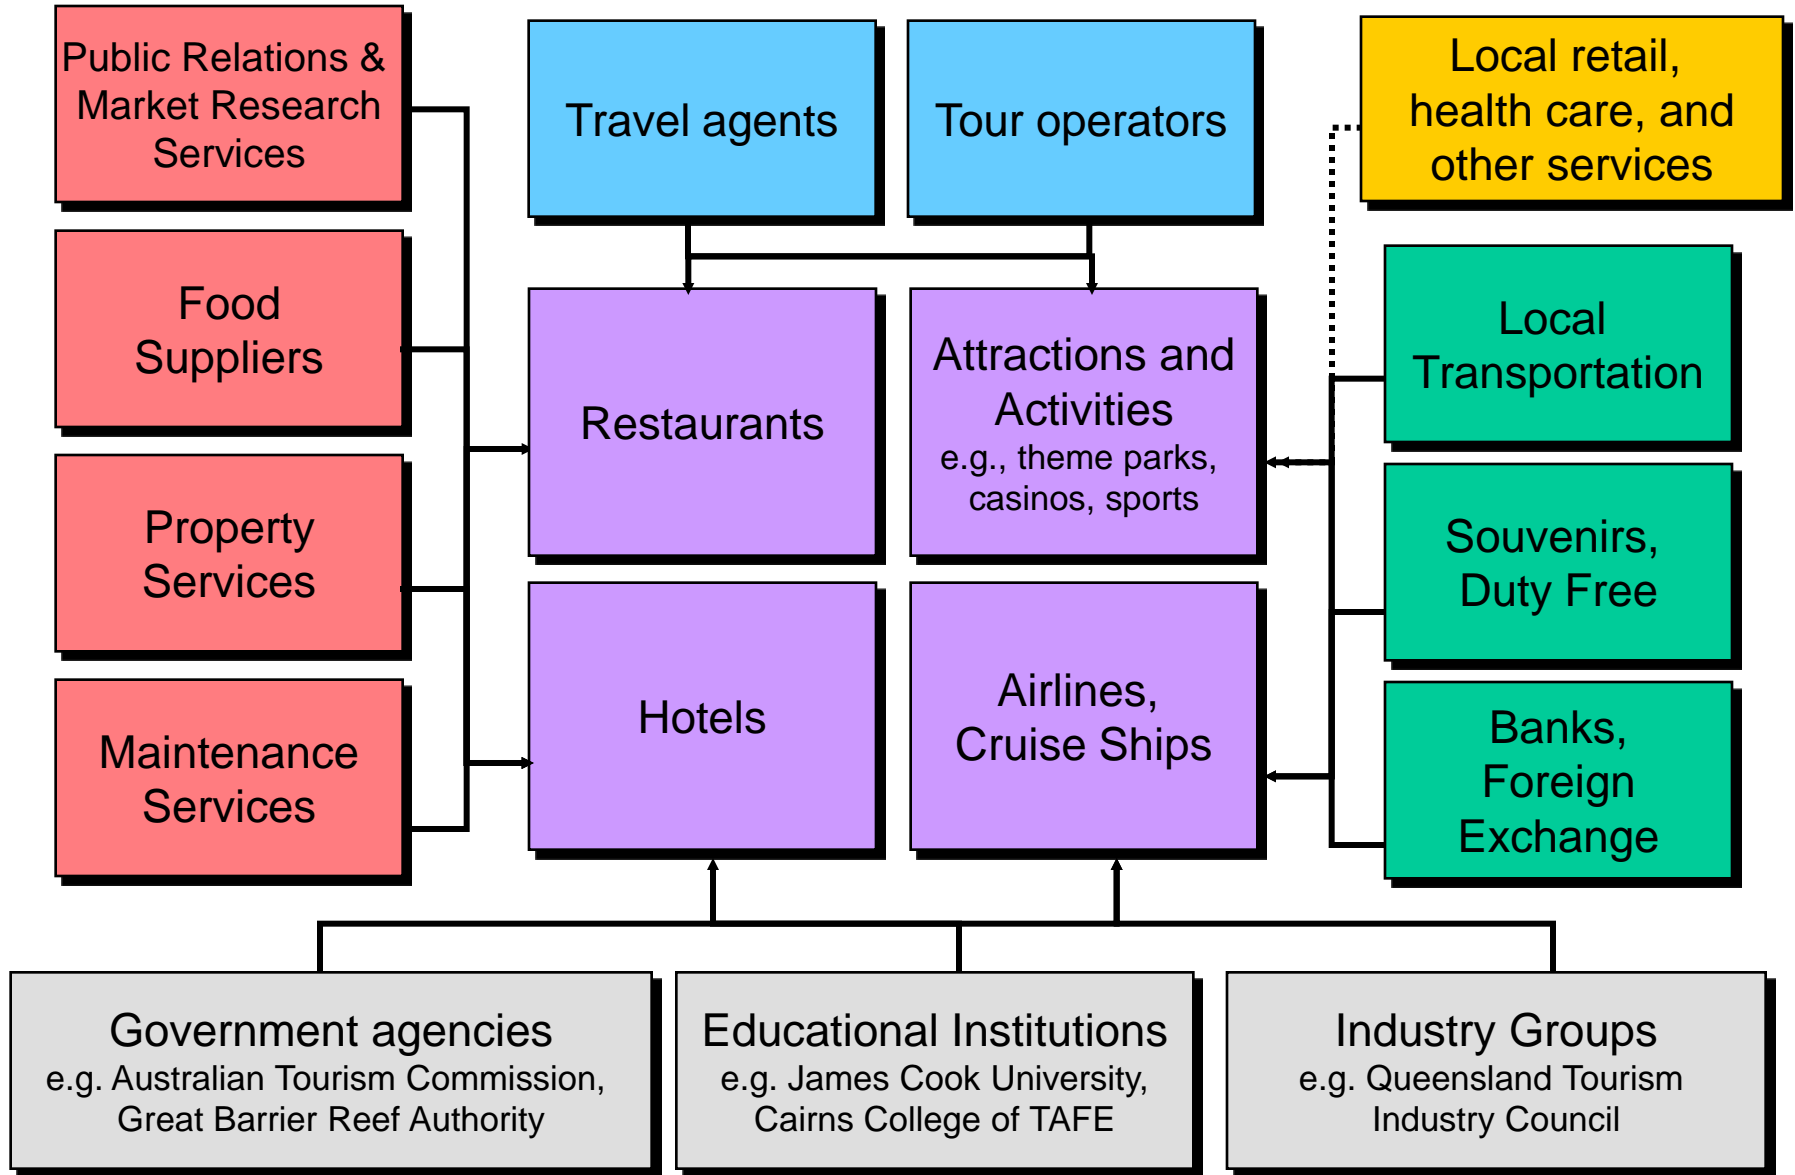 Public Relations &
Market Research
Services
Travel agents
Tour operators
Local retail,
health care, and
other services
Food
Suppliers
Restaurants
Attractions and
Activities
e.g., theme parks,
casinos, sports
Local
Transportation
Property
Services
Souvenirs,
Duty Free
Maintenance
Services
Hotels
Airlines,
Cruise Ships
Banks,
Foreign
Exchange
Government agencies
e.g. Australian Tourism Commission,
Great Barrier Reef Authority
Educational Institutions
e.g. James Cook University,
Cairns College of TAFE
Industry Groups
e.g. Queensland Tourism
Industry Council